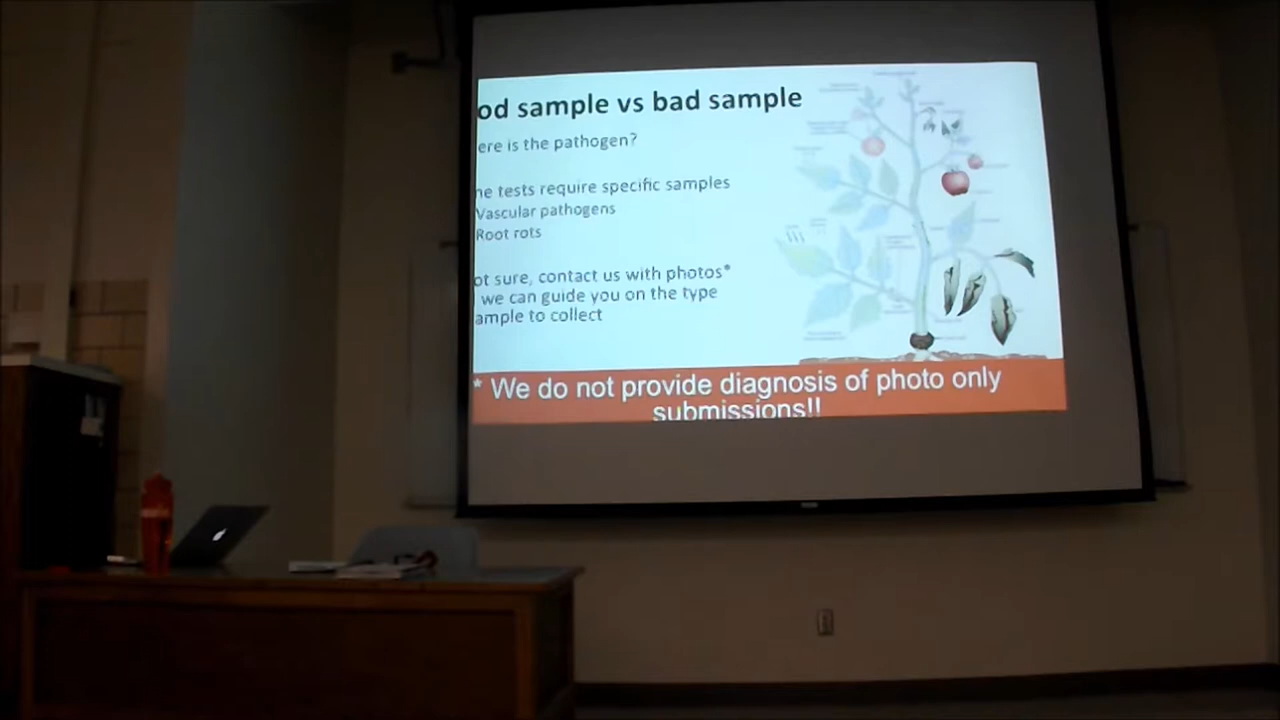 od sample vs bad sample
ere is the pathogen?
ne tests require specific samples
Vascular pathogens
Root rots
ot sure, contact us with photos*
we can guide you on the type
ample to collect
* We do not provide diagnosis of photo only
submissions!!